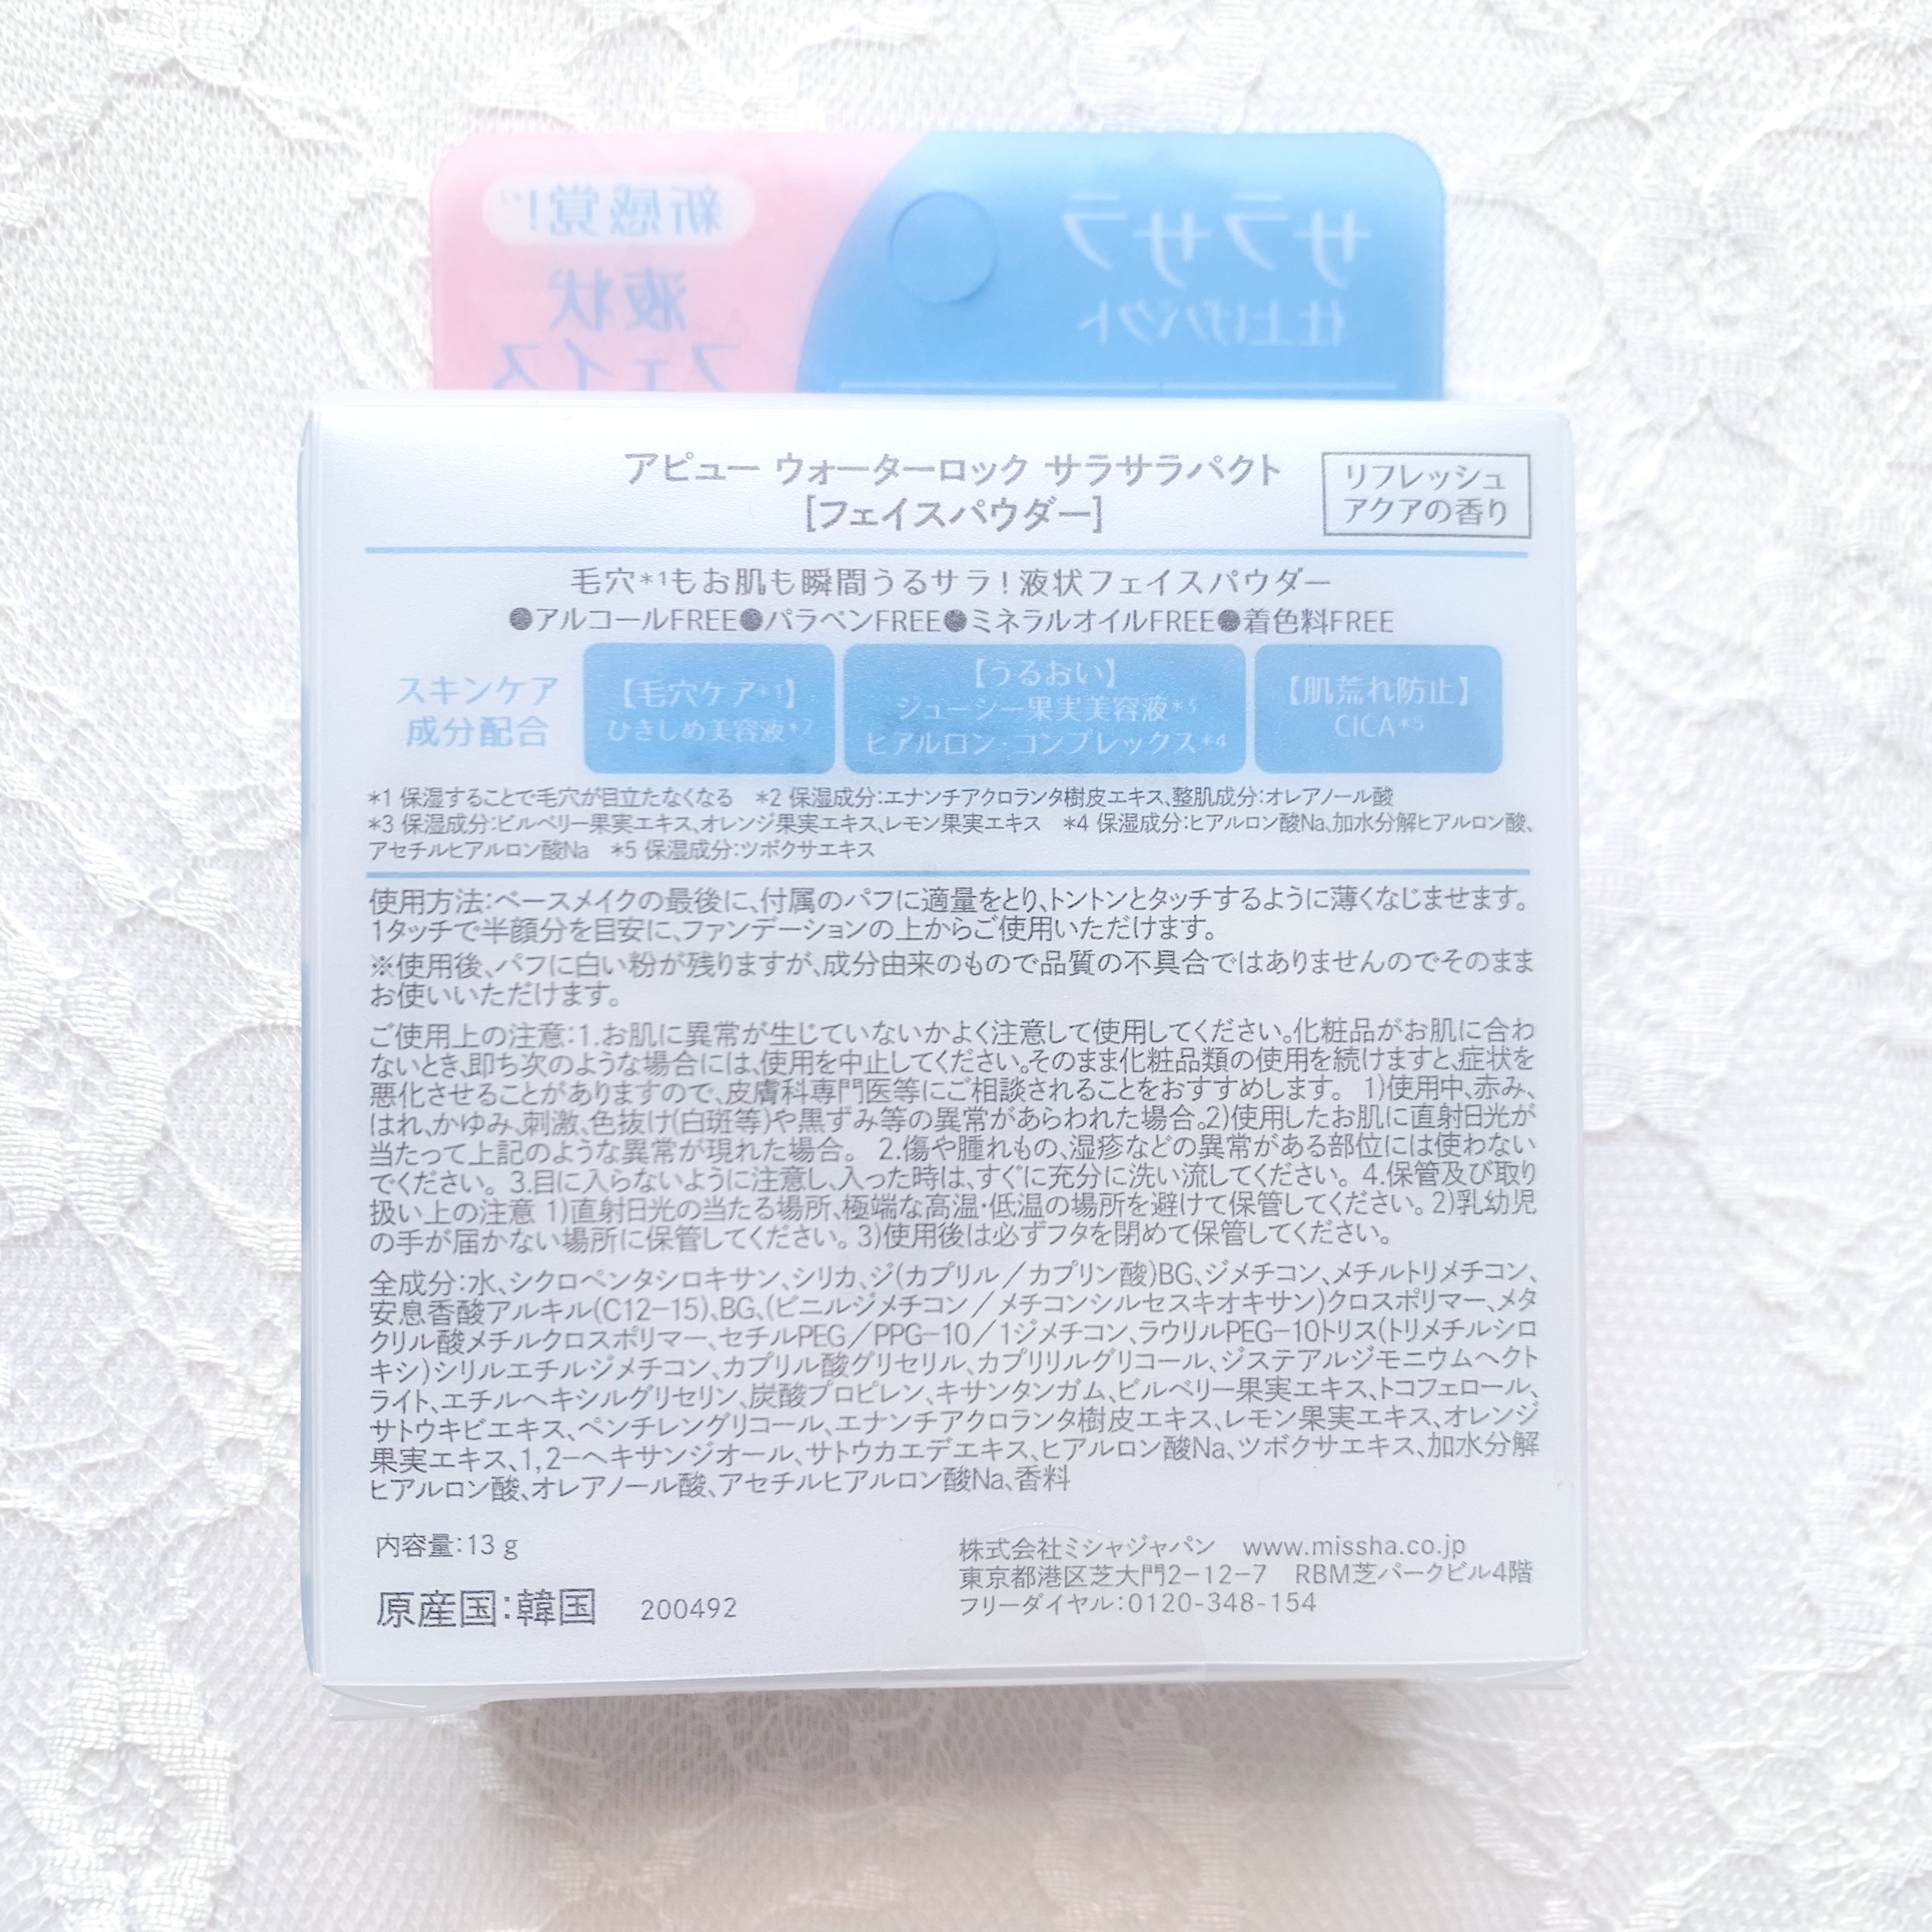 新感覚!
液状
フェイス
サラサラ
仕上げパクト
アピュー ウォーターロック サラサラパクト
[フェイスパウダー]
リフレッシュ
アクアの香り
毛穴*1もお肌も瞬間うるサラ!液状フェイスパウダー
●アルコールFREE●パラベンFREE●ミネラルオイルFREE●着色料FREE
スキンケア
成分配合
【毛穴ケア*1】
ひきしめ美容液*2
【うるおい】
ジューシー果実美容液*3
ヒアルロン・コンプレックス*4
【肌荒れ防止】
CICA*5
*1 保湿することで毛穴が目立たなくなる　*2 保湿成分:エナンチアクロランタ樹皮エキス、整肌成分:オレアノール酸
*3 保湿成分:ビルベリー果実エキス、オレンジ果実エキス、レモン果実エキス　*4 保湿成分:ヒアルロン酸Na、加水分解ヒアルロン酸、
アセチルヒアルロン酸Na　*5 保湿成分:ツボクサエキス
使用方法:ベースメイクの最後に、付属のパフに適量をとり、トントンとタッチするように薄くなじませます。
1タッチで半顔分を目安に、ファンデーションの上からご使用いただけます。
※使用後、パフに白い粉が残りますが、成分由来のもので品質の不具合ではありませんのでそのまま
お使いいただけます。
ご使用上の注意:1.お肌に異常が生じていないかよく注意して使用してください。化粧品がお肌に合わ
ないとき、即ち次のような場合には、使用を中止してください。そのまま化粧品類の使用を続けますと、症状を
悪化させることがありますので、皮膚科専門医等にご相談されることをおすすめします。 1)使用中、赤み、
はれ、かゆみ、刺激、色抜け(白斑等)や黒ずみ等の異常があらわれた場合。2)使用したお肌に直射日光が
当たって上記のような異常が現れた場合。 2.傷や腫れもの、湿疹などの異常がある部位には使わない
でください。3.目に入らないように注意し、入った時は、すぐに充分に洗い流してください。4.保管及び取り
扱い上の注意 1)直射日光の当たる場所、極端な高温・低温の場所を避けて保管してください。2)乳幼児
の手が届かない場所に保管してください。3)使用後は必ずフタを閉めて保管してください。
全成分:水、シクロペンタシロキサン、シリカ、ジ(カプリル/カプリン酸)BG、ジメチコン、メチルトリメチコン、
安息香酸アルキル(C12-15)、BG、(ビニルジメチコン/メチコンシルセスキオキサン)クロスポリマー、メタ
クリル酸メチルクロスポリマー、セチルPEG/PPG-10/1ジメチコン、ラウリルPEG-10トリス(トリメチルシロ
キシ)シリルエチルジメチコン、カプリル酸グリセリル、カプリリルグリコール、ジステアルジモニウムヘクト
ライト、エチルヘキシルグリセリン、炭酸プロピレン、キサンタンガム、ビルベリー果実エキス、トコフェロール、
サトウキビエキス、ペンチレングリコール、エナンチアクロランタ樹皮エキス、レモン果実エキス、オレンジ
果実エキス、1,2-ヘキサンジオール、サトウカエデエキス、ヒアルロン酸Na、ツボクサエキス、加水分解
ヒアルロン酸、オレアノール酸、アセチルヒアルロン酸Na、香料
内容量:13 g
原産国:韓国　200492
株式会社ミシャジャパン　www.missha.co.jp
東京都港区芝大門2-12-7　RBM芝パークビル4階
フリーダイヤル:0120-348-154